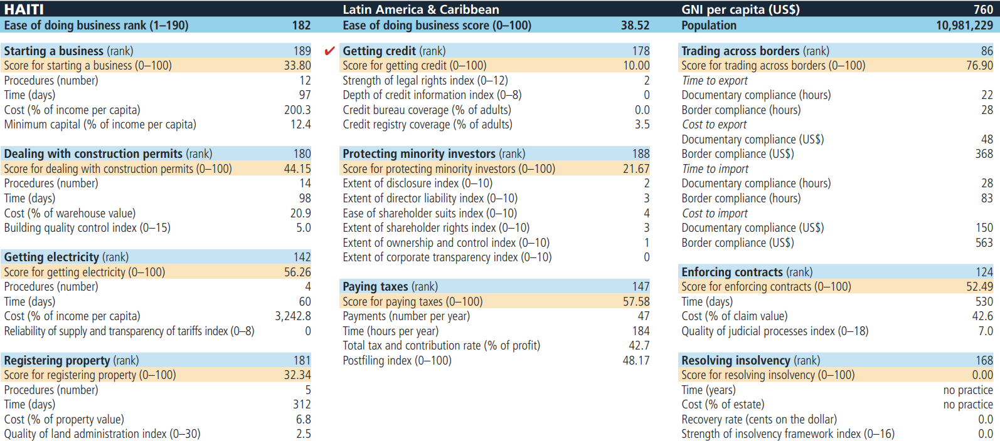 HAITI Latin America & Caribbean GNI per capita (US$) 760
Ease of doing business rank (1–190) 182 Ease of doing business score (0–100) 38.52 Population 10,981,229
Starting a business (rank) 189
Score for starting a business (0–100) 33.80
Procedures (number) 12
Time (days) 97
Cost (% of income per capita) 200.3
Minimum capital (% of income per capita) 12.4
Dealing with construction permits (rank) 180
Score for dealing with construction permits (0–100) 44.15
Procedures (number) 14
Time (days) 98
Cost (% of warehouse value) 20.9
Building quality control index (0–15) 5.0
Getting electricity (rank) 142
Score for getting electricity (0–100) 56.26
Procedures (number) 4
Time (days) 60
Cost (% of income per capita) 3,242.8
Reliability of supply and transparency of tariffs index (0–8) 0
Registering property (rank) 181
Score for registering property (0–100) 32.34
Procedures (number) 5
Time (days) 312
Cost (% of property value) 6.8
Quality of land administration index (0–30) 2.5
✔ Getting credit (rank) 178
Score for getting credit (0–100) 10.00
Strength of legal rights index (0–12) 2
Depth of credit information index (0–8) 0
Credit bureau coverage (% of adults) 0.0
Credit registry coverage (% of adults) 3.5
Protecting minority investors (rank) 188
Score for protecting minority investors (0–100) 21.67
Extent of disclosure index (0–10) 2
Extent of director liability index (0–10) 3
Ease of shareholder suits index (0–10) 4
Extent of shareholder rights index (0–10) 3
Extent of ownership and control index (0–10) 1
Extent of corporate transparency index (0–10) 0
Paying taxes (rank) 147
Score for paying taxes (0–100) 57.58
Payments (number per year) 47
Time (hours per year) 184
Total tax and contribution rate (% of profit) 42.7
Postfiling index (0–100) 48.17
Trading across borders (rank) 86
Score for trading across borders (0–100) 76.90
Time to export
Documentary compliance (hours) 22
Border compliance (hours) 28
Cost to export
Documentary compliance (US$) 48
Border compliance (US$) 368
Time to import
Documentary compliance (hours) 28
Border compliance (hours) 83
Cost to import
Documentary compliance (US$) 150
Border compliance (US$) 563
Enforcing contracts (rank) 124
Score for enforcing contracts (0–100) 52.49
Time (days) 530
Cost (% of claim value) 42.6
Quality of judicial processes index (0–18) 7.0
Resolving insolvency (rank) 168
Score for resolving insolvency (0–100) 0.00
Time (years) no practice
Cost (% of estate) no practice
Recovery rate (cents on the dollar) 0.0
Strength of insolvency framework index (0–16) 0.0